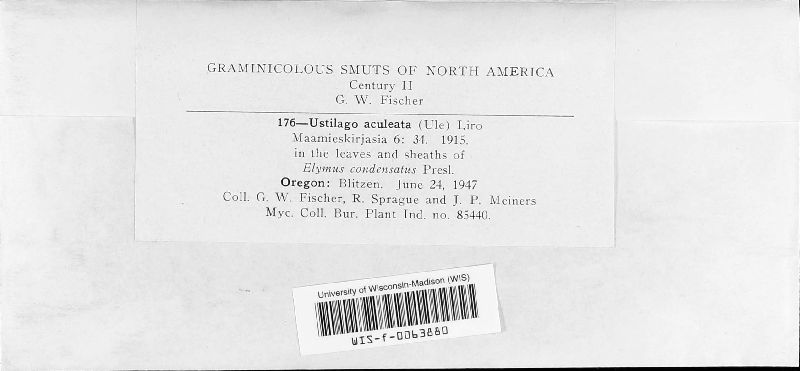 GRAMINICOLOUS SMUTS OF NORTH AMERICA
Century II
G. W. Fischer
176—Ustilago aculeata (Ule) Liro
Maamieskirjasia 6: 34. 1915.
in the leaves and sheaths of
Elymus condensatus Presl.
Oregon: Blitzen. June 24, 1947
Coll. G. W. Fischer, R. Sprague and J. P. Meiners
Myc. Coll. Bur. Plant Ind. no. 85440.
University of Wisconsin-Madison (WIS)
WIS-f-0063880